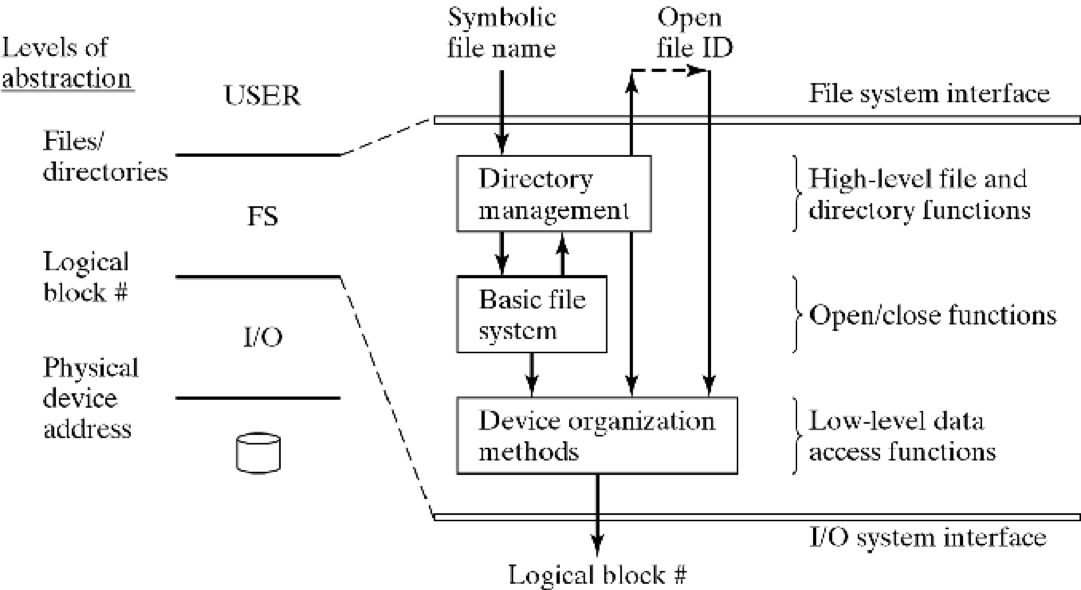 Levels of
abstraction
USER
Files/
directories
FS
Logical
block #
I/O
Physical
device
address
Symbolic
file name
Open
file ID
File system interface
Directory
management
High-level file and
directory functions
Basic file
system
Open/close functions
Device organization
methods
Low-level data
access functions
I/O system interface
Logical block #